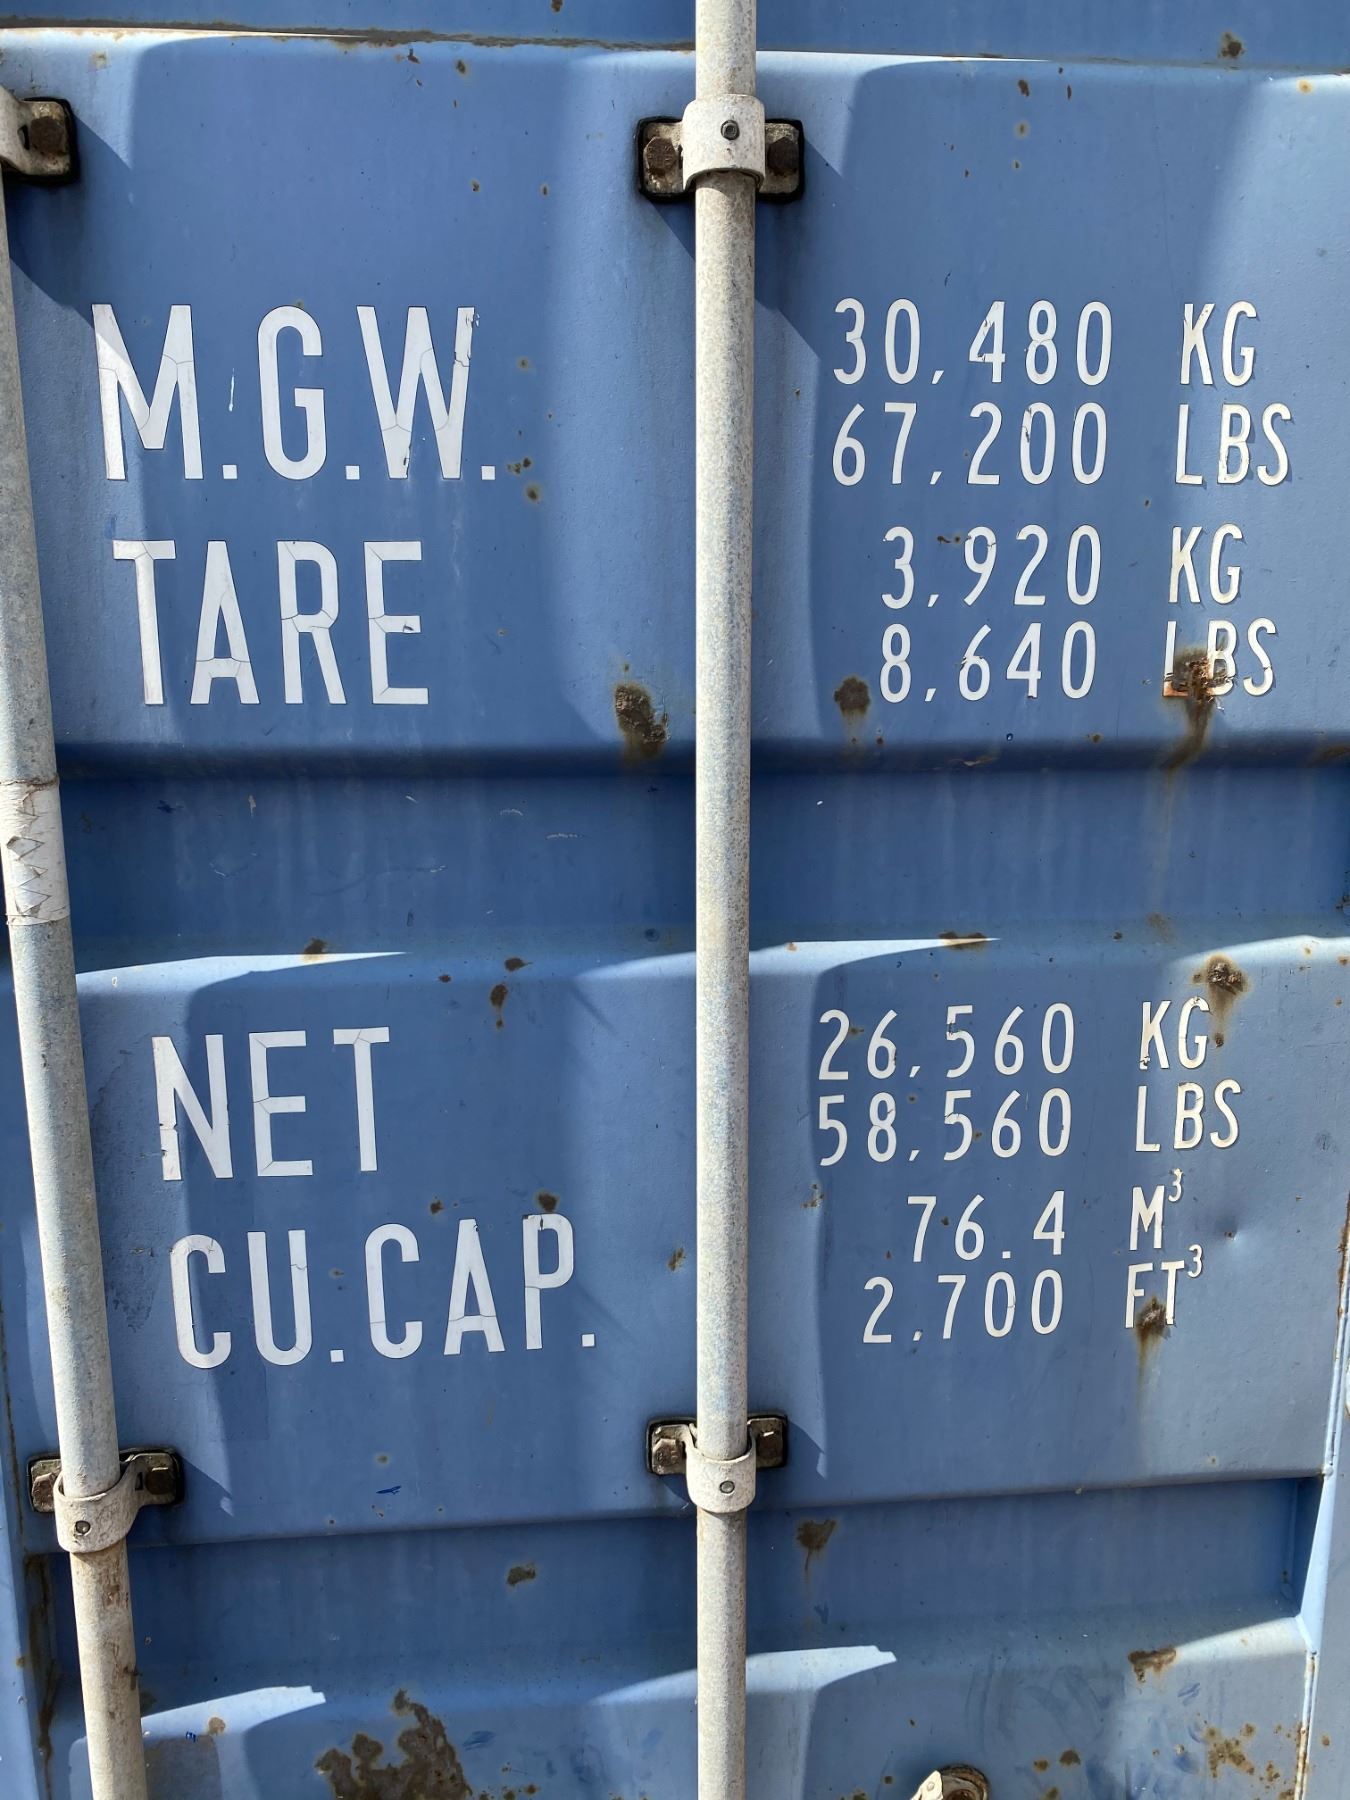 M.G.W. 30,480 KG
67,200 LBS
TARE 3,920 KG
8,640 LBS
NET 26,560 KG
58,560 LBS
CU.CAP. 76.4 M³
2,700 FT³